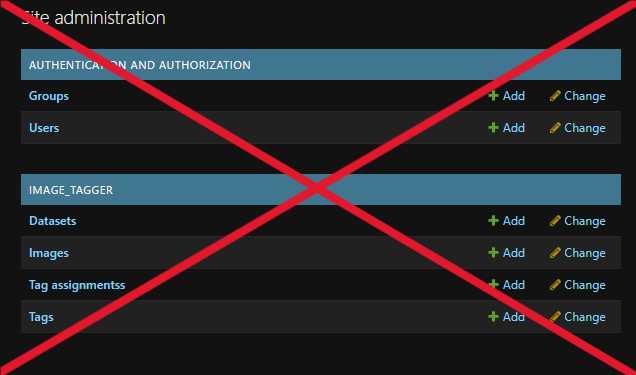 Site administration
AUTHENTICATION AND AUTHORIZATION
Groups Add Change
Users Add Change
IMAGE_TAGGER
Datasets Add Change
Images Add Change
Tag assignmentss Add Change
Tags Add Change